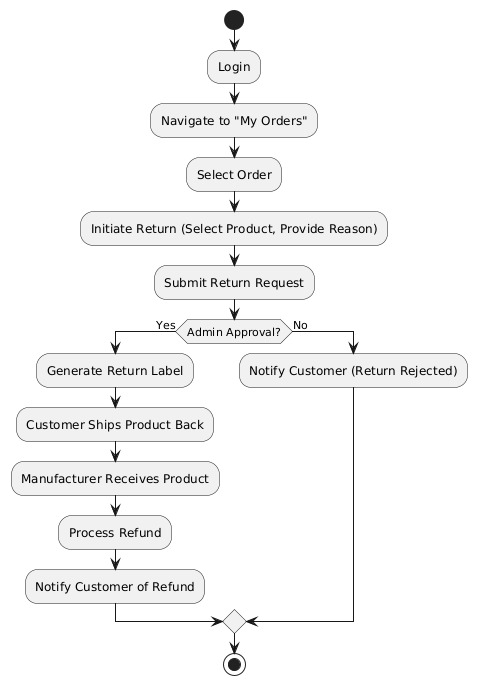 Login
Navigate to "My Orders"
Select Order
Initiate Return (Select Product, Provide Reason)
Submit Return Request
Admin Approval?
Yes
No
Generate Return Label
Notify Customer (Return Rejected)
Customer Ships Product Back
Manufacturer Receives Product
Process Refund
Notify Customer of Refund